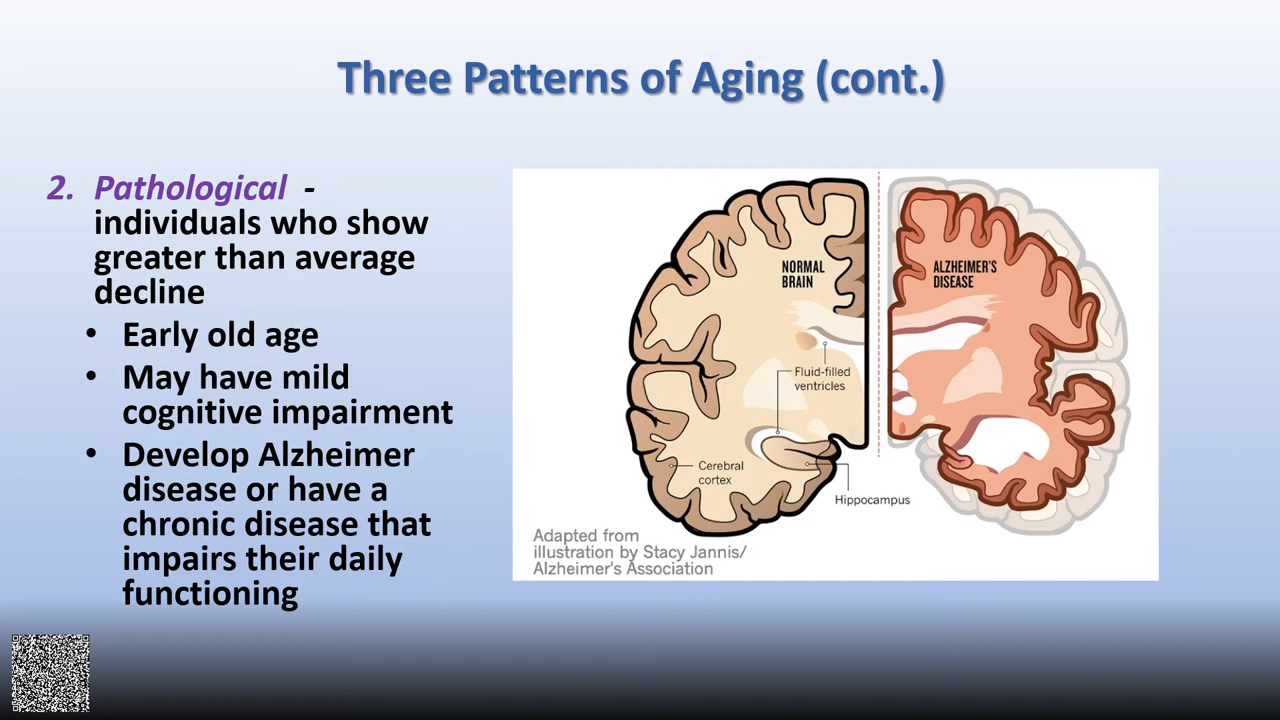 Three Patterns of Aging (cont.)
2. Pathological -
individuals who show
greater than average
decline
• Early old age
• May have mild
cognitive impairment
• Develop Alzheimer
disease or have a
chronic disease that
impairs their daily
functioning
NORMAL
BRAIN
ALZHEIMER'S
DISEASE
Fluid-filled
ventricles
Cerebral
cortex
Hippocampus
Adapted from
illustration by Stacy Jannis/
Alzheimer's Association